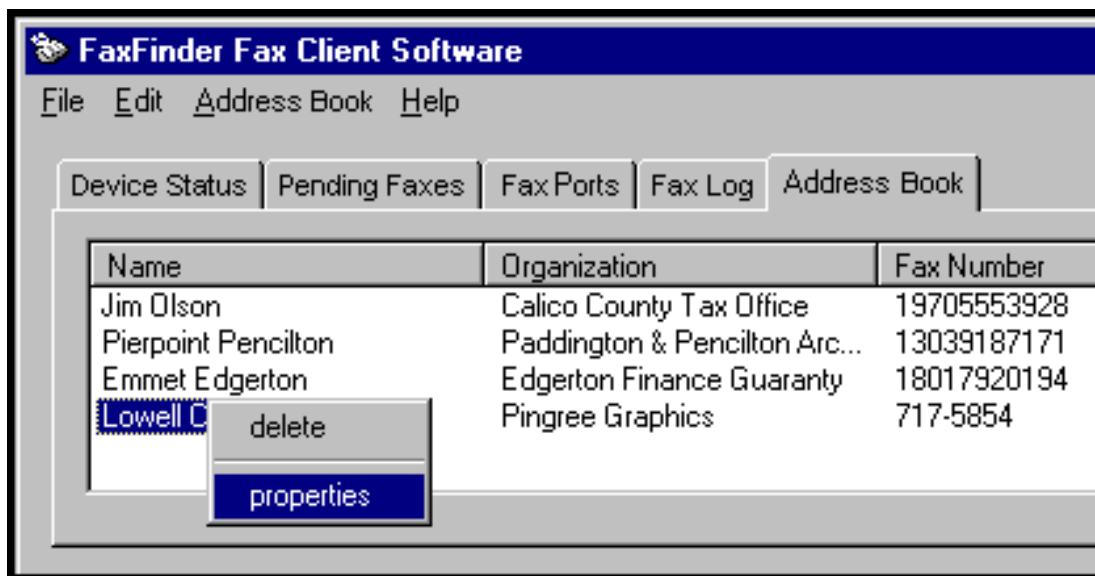 FaxFinder Fax Client Software
File Edit Address Book Help
Device Status Pending Faxes Fax Ports Fax Log Address Book
Name Organization Fax Number
Jim Olson Calico County Tax Office 19705553928
Pierpoint Pencilton Paddington & Pencilton Arc... 13039187171
Emmet Edgerton Edgerton Finance Guaranty 18017920194
Lowell Pingree Graphics 717-5854
delete
properties